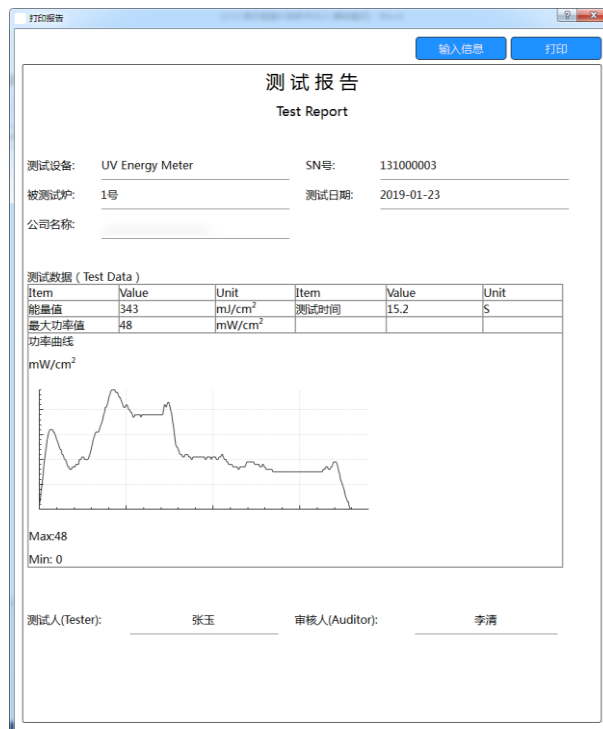 打印报告
输入信息 打印
测试报告
Test Report
测试设备: UV Energy Meter SN号: 131000003
被测试炉: 1号 测试日期: 2019-01-23
公司名称:
测试数据 ( Test Data )
Item Value Unit Item Value Unit
能量值 343 mJ/cm² 测试时间 15.2 S
最大功率值 48 mW/cm²
功率曲线
mW/cm²
Max:48
Min: 0
测试人(Tester): 张玉 审核人(Auditor): 李清